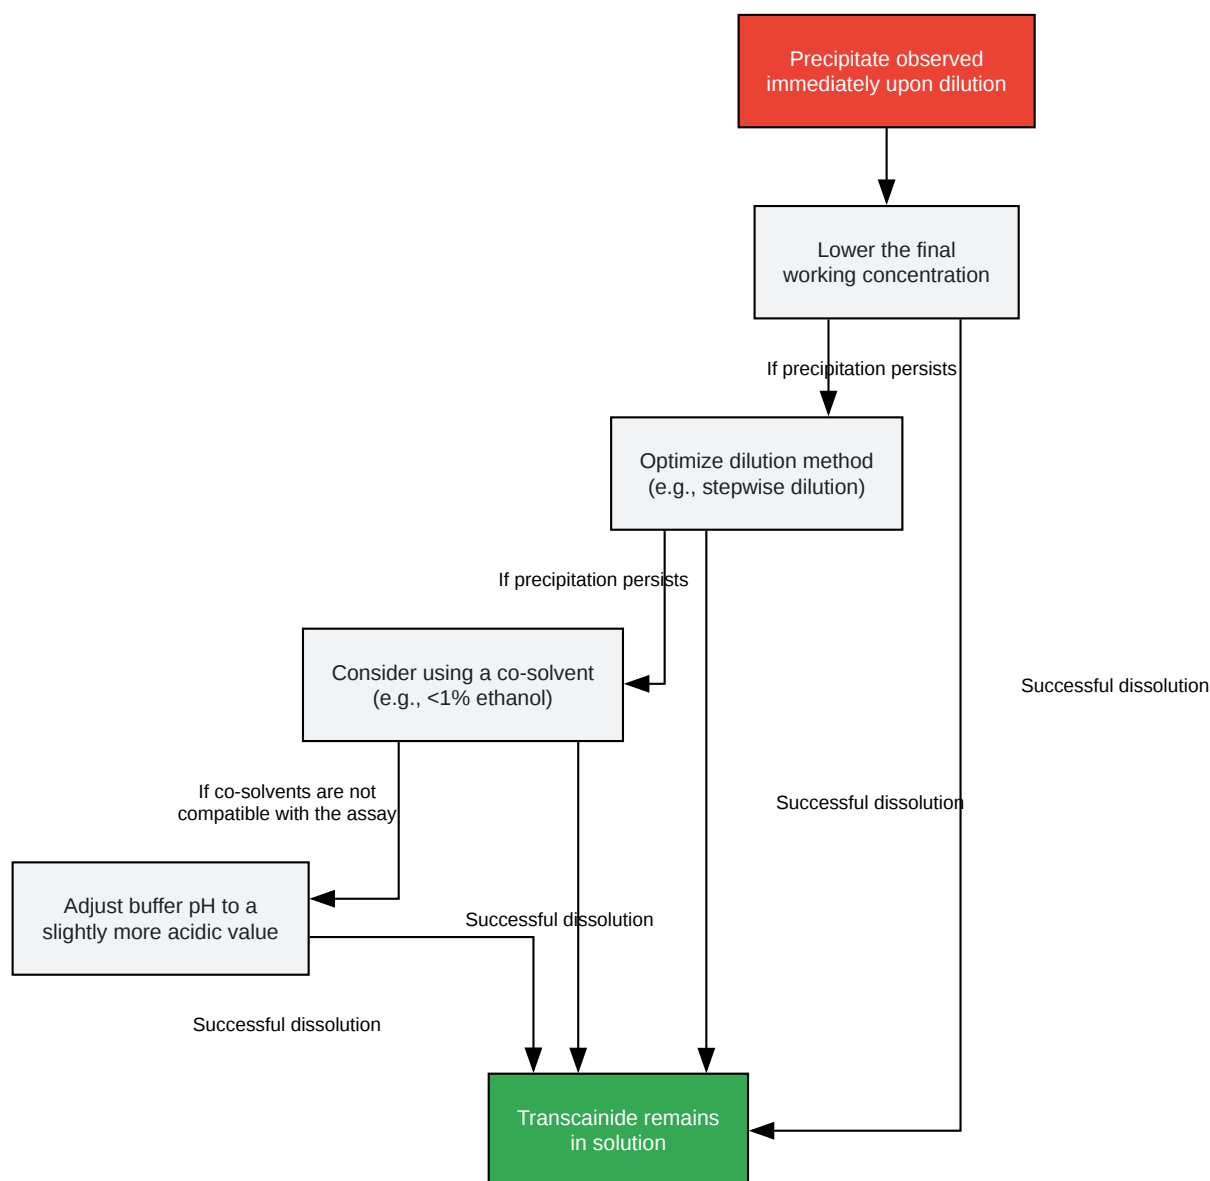 Precipitate observed
immediately upon dilution
Lower the final
working concentration
If precipitation persists
Optimize dilution method
(e.g., stepwise dilution)
If precipitation persists
Consider using a co-solvent
(e.g., <1% ethanol)
Successful dissolution
If co-solvents are not
compatible with the assay
Successful dissolution
Adjust buffer pH to a
slightly more acidic value
Successful dissolution
Successful dissolution
Transcainide remains
in solution